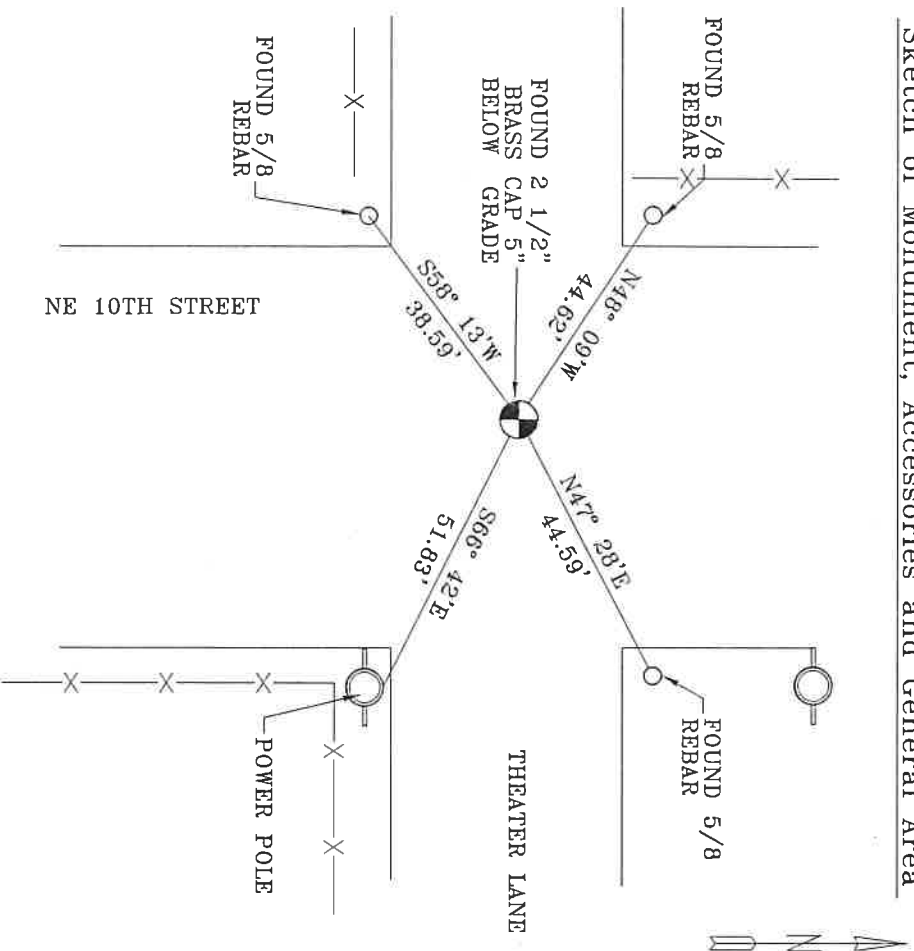 Sketch of Monument, Accessories and General Area
FOUND 5/8
REBAR
N48° 09'W
44.62'
N47° 28'E
44.59'
FOUND 5/8
REBAR
FOUND 2 1/2"
BRASS CAP 5"
BELOW GRADE
THEATER LANE
S58° 13'W
38.59'
S66° 42'E
51.83'
FOUND 5/8
REBAR
NE 10TH STREET
POWER POLE
N